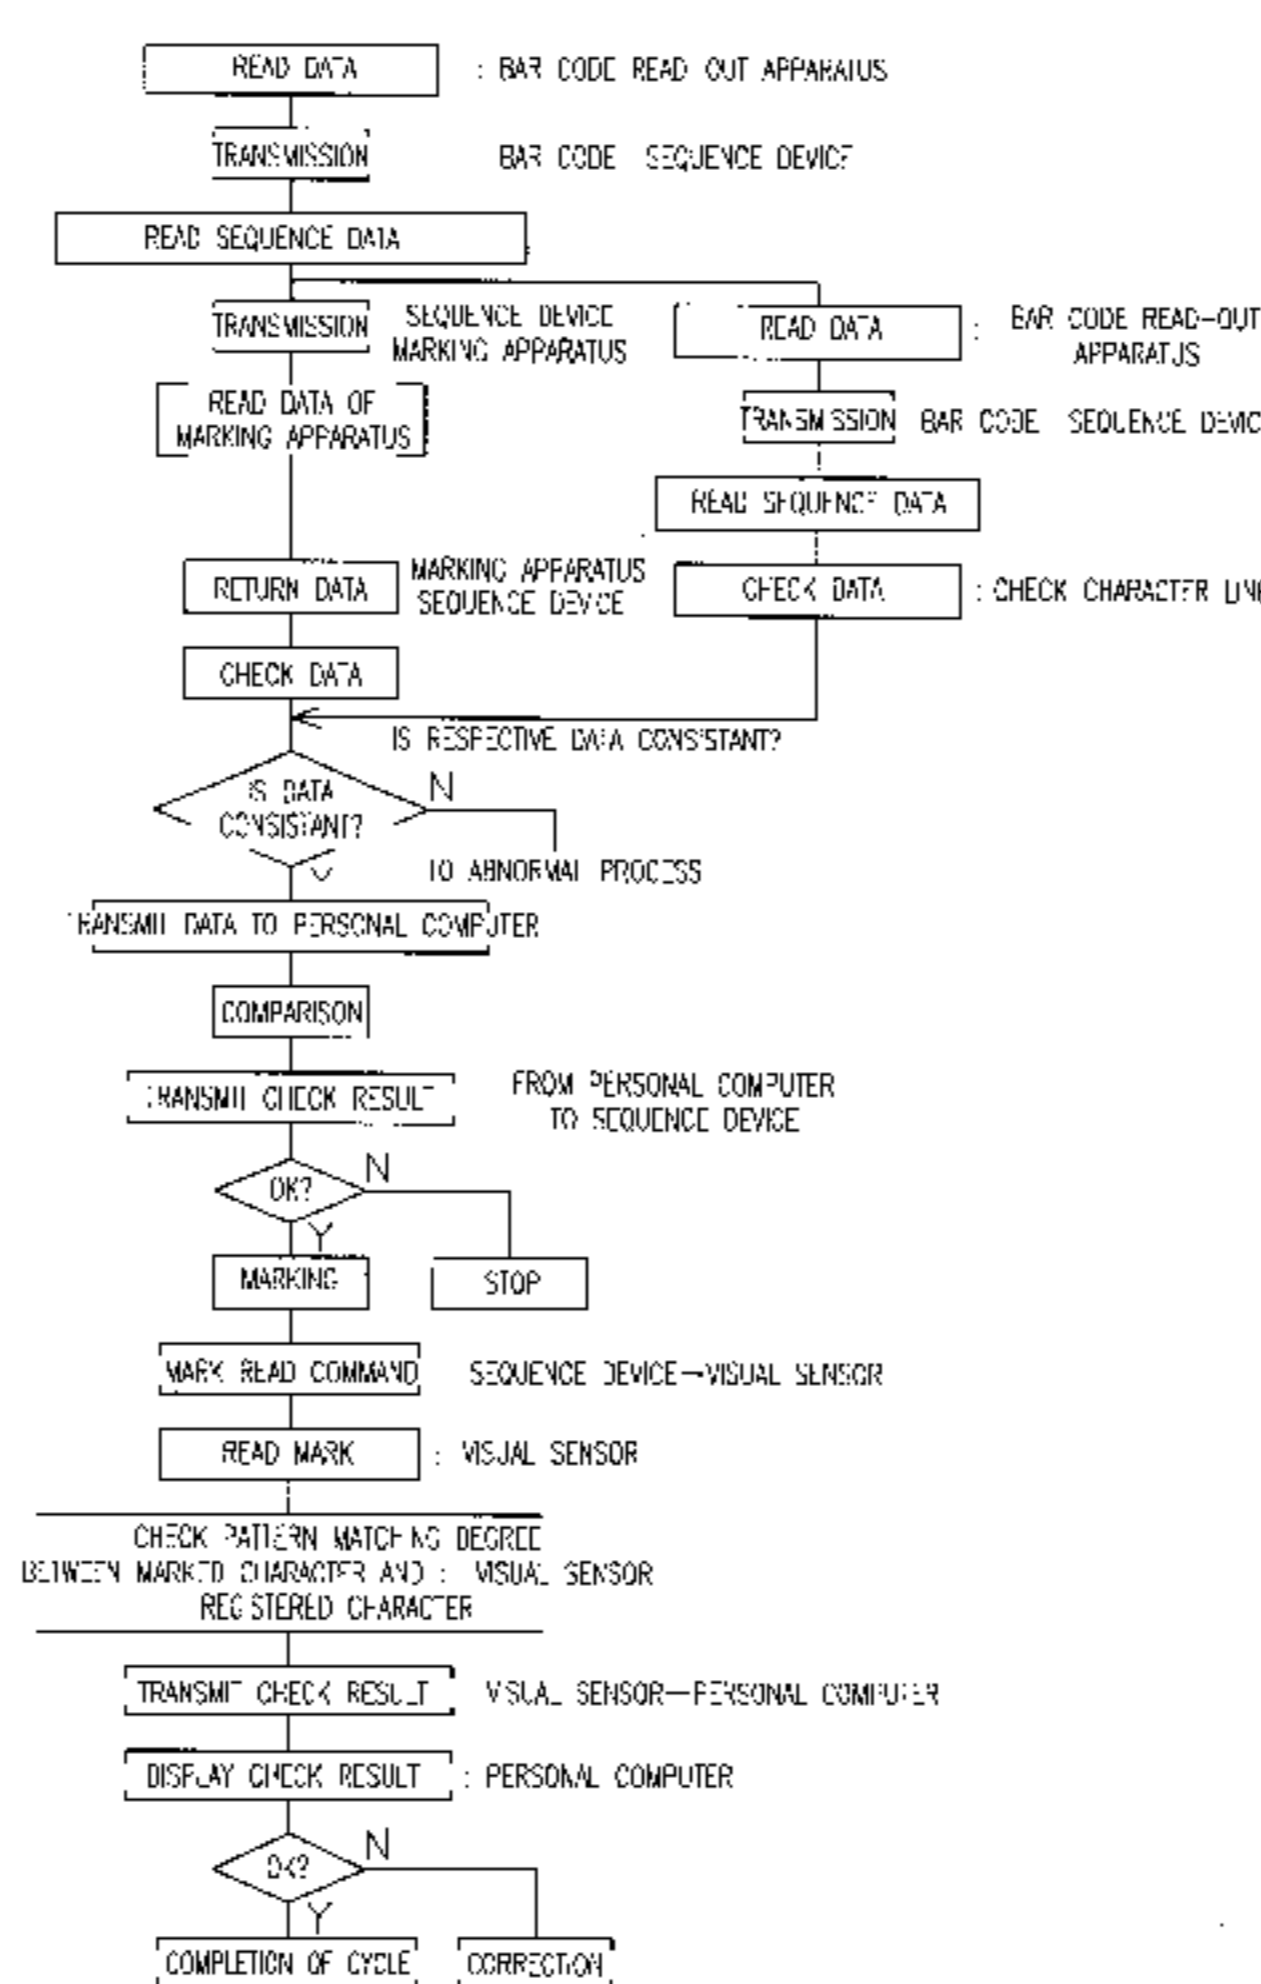 READ DATA : BAR CODE READ OUT APPARATUS
TRANSMISSION BAR CODE SEQUENCE DEVICE
READ SEQUENCE DATA
TRANSMISSION SEQUENCE DEVICE
MARKING APPARATUS
READ DATA : BAR CODE READ-OUT
APPARATUS
READ DATA OF
MARKING APPARATUS
TRANSMISSION BAR CODE SEQUENCE DEVIC
READ SEQUENCE DATA
RETURN DATA MARKING APPARATUS
SEQUENCE DEVICE
CHECK DATA : CHECK CHARACTER LINE
CHECK DATA
IS RESPECTIVE DATA CONSISTANT?
IS DATA
CONSISTANT?
N
Y
TO ABNORMAL PROCESS
TRANSMIT DATA TO PERSONAL COMPUTER
COMPARISON
TRANSMIT CHECK RESULT FROM PERSONAL COMPUTER
TO SEQUENCE DEVICE
OK? N
Y
MARKING STOP
MARK READ COMMAND SEQUENCE DEVICE→VISUAL SENSOR
READ MARK : VISUAL SENSOR
CHECK PATTERN MATCHING DEGREE
BETWEEN MARKED CHARACTER AND : VISUAL SENSOR
REGISTERED CHARACTER
TRANSMIT CHECK RESULT VISUAL SENSOR—PERSONAL COMPUTER
DISPLAY CHECK RESULT : PERSONAL COMPUTER
OK? N
Y
COMPLETION OF CYCLE CORRECTION